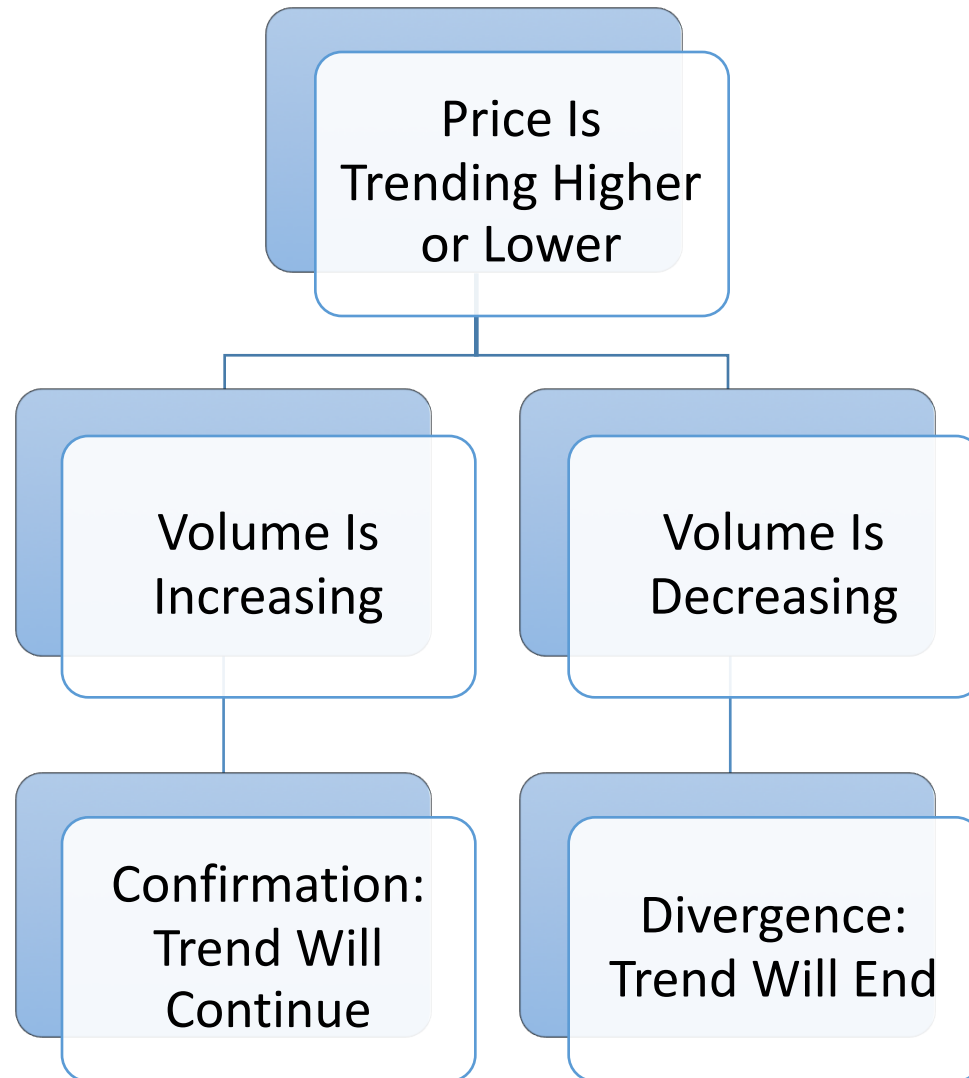 Price Is
Trending Higher
or Lower
Volume Is
Increasing
Volume Is
Decreasing
Confirmation:
Trend Will
Continue
Divergence:
Trend Will End